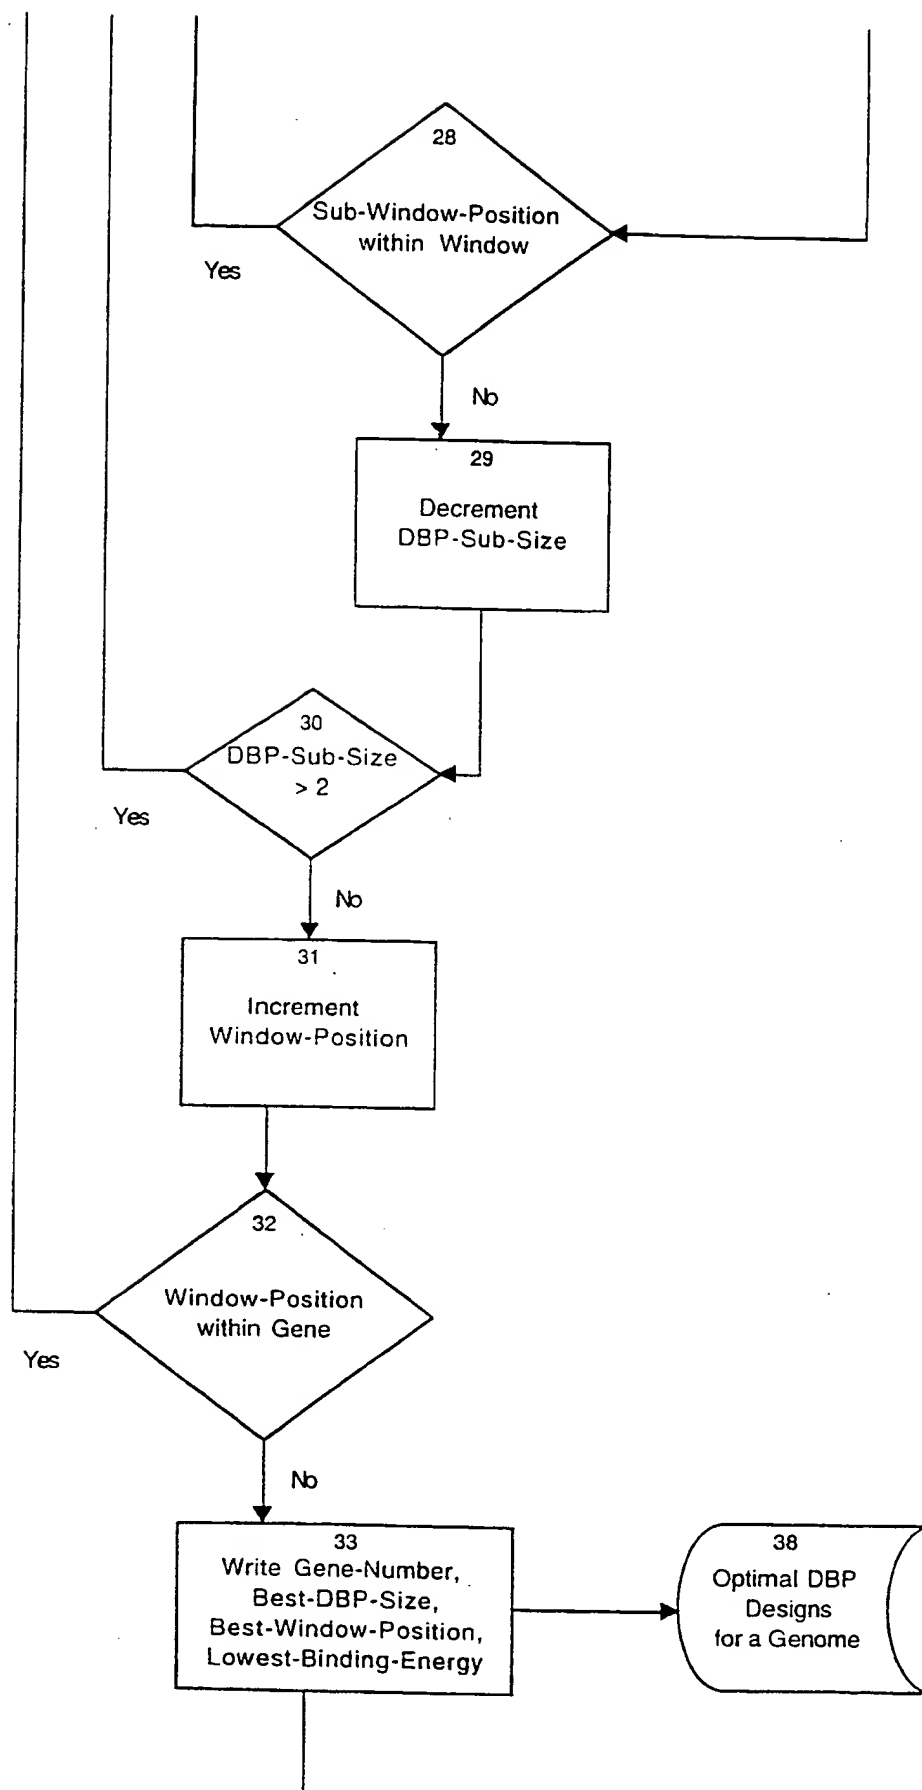 28
Sub-Window-Position
within Window
Yes
No
29
Decrement
DBP-Sub-Size
30
DBP-Sub-Size
> 2
Yes
No
31
Increment
Window-Position
32
Window-Position
within Gene
Yes
No
33
Write Gene-Number,
Best-DBP-Size,
Best-Window-Position,
Lowest-Binding-Energy
38
Optimal DBP
Designs
for a Genome